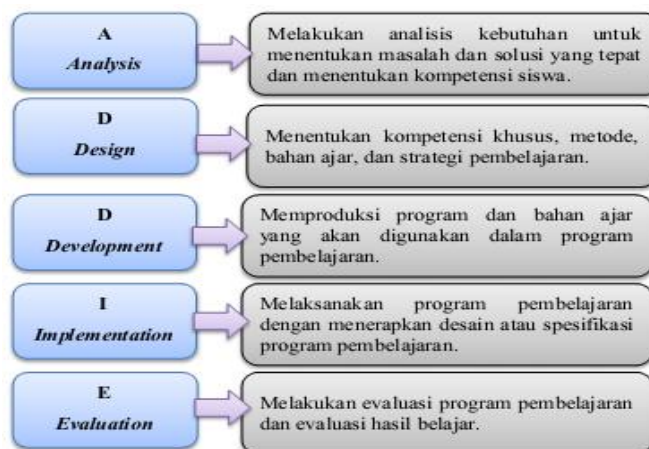 A
Analysis
Melakukan analisis kebutuhan untuk
menentukan masalah dan solusi yang tepat
dan menentukan kompetensi siswa.
D
Design
Menentukan kompetensi khusus, metode,
bahan ajar, dan strategi pembelajaran.
D
Development
Memproduksi program dan bahan ajar
yang akan digunakan dalam program
pembelajaran.
I
Implementation
Melaksanakan program pembelajaran
dengan menerapkan desain atau spesifikasi
program pembelajaran.
E
Evaluation
Melakukan evaluasi program pembelajaran
dan evaluasi hasil belajar.